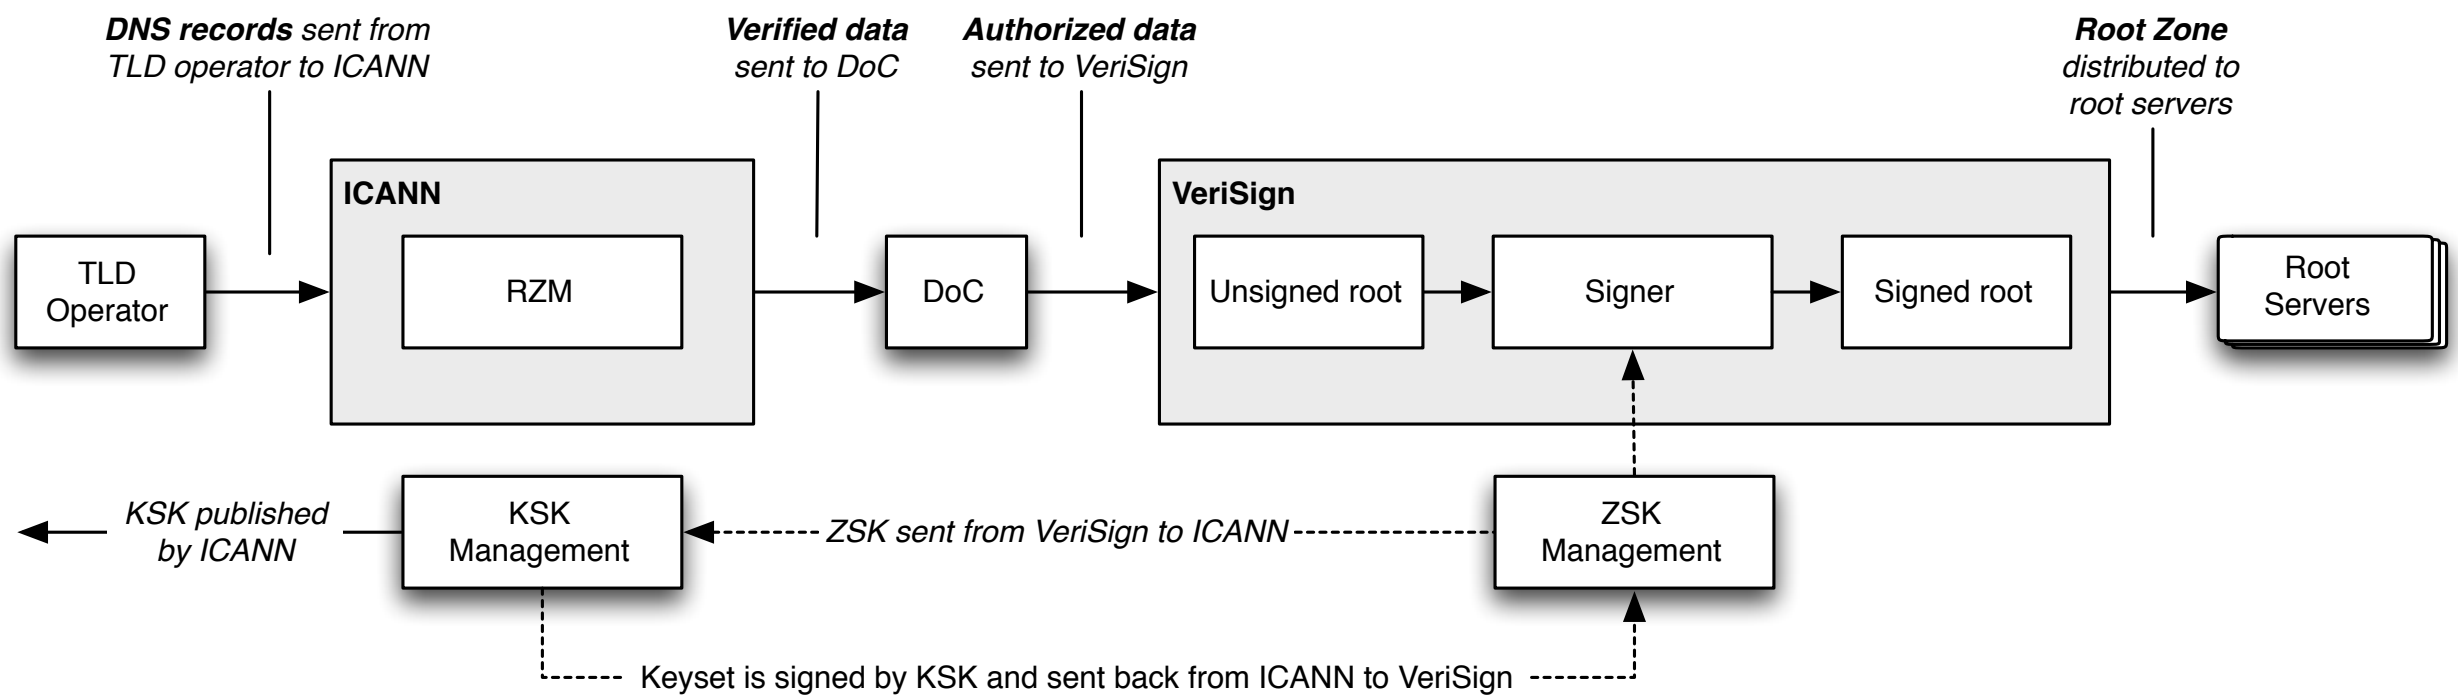 DNS records sent from
TLD operator to ICANN
Verified data
sent to DoC
Authorized data
sent to VeriSign
Root Zone
distributed to
root servers
ICANN
VeriSign
TLD
Operator
RZM
DoC
Unsigned root
Signer
Signed root
Root
Servers
KSK published
by ICANN
KSK
Management
ZSK sent from VeriSign to ICANN
ZSK
Management
Keyset is signed by KSK and sent back from ICANN to VeriSign